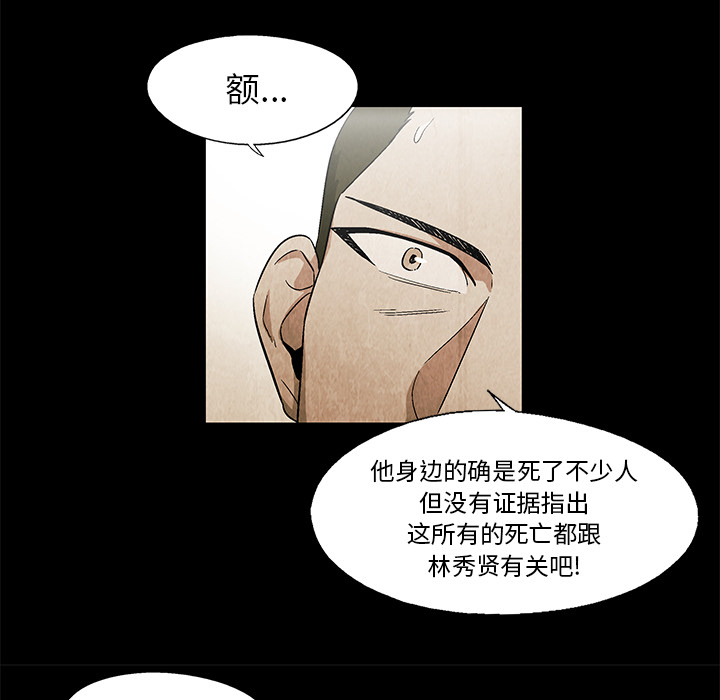 额...
他身边的确是死了不少人
但没有证据指出
这所有的死亡都跟
林秀贤有关吧!